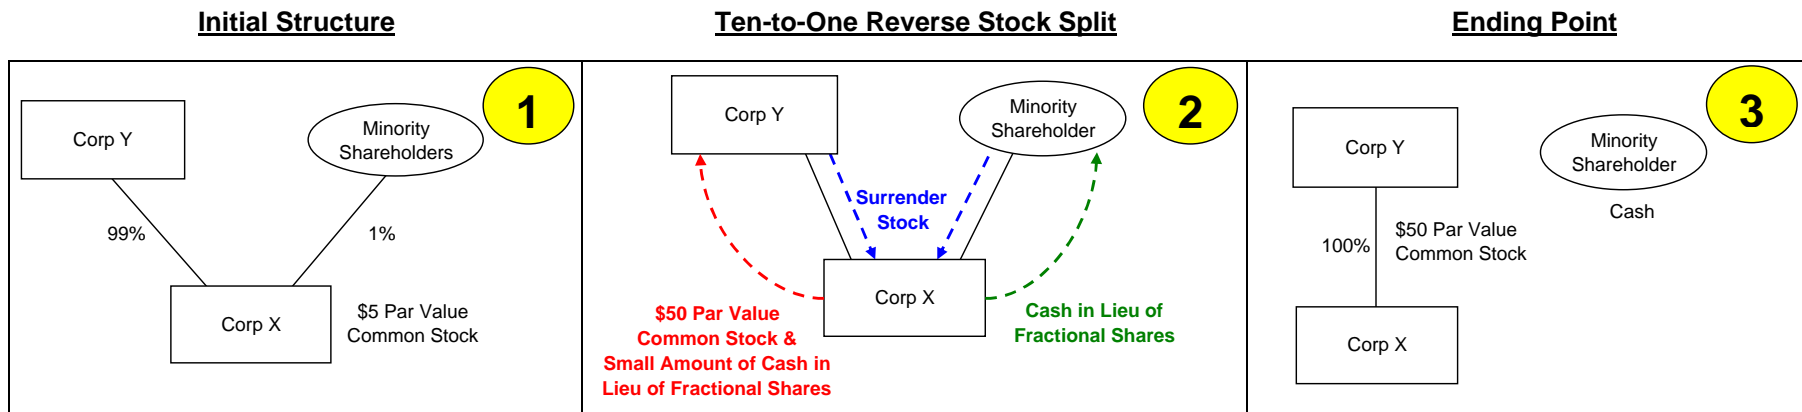 Initial Structure
Ten-to-One Reverse Stock Split
Ending Point
1
Corp Y
Minority
Shareholders
99%
1%
Corp X
$5 Par Value
Common Stock
2
Corp Y
Minority
Shareholder
Surrender
Stock
Corp X
$50 Par Value
Common Stock &
Small Amount of Cash in
Lieu of Fractional Shares
Cash in Lieu of
Fractional Shares
3
Corp Y
Minority
Shareholder
Cash
100%
$50 Par Value
Common Stock
Corp X